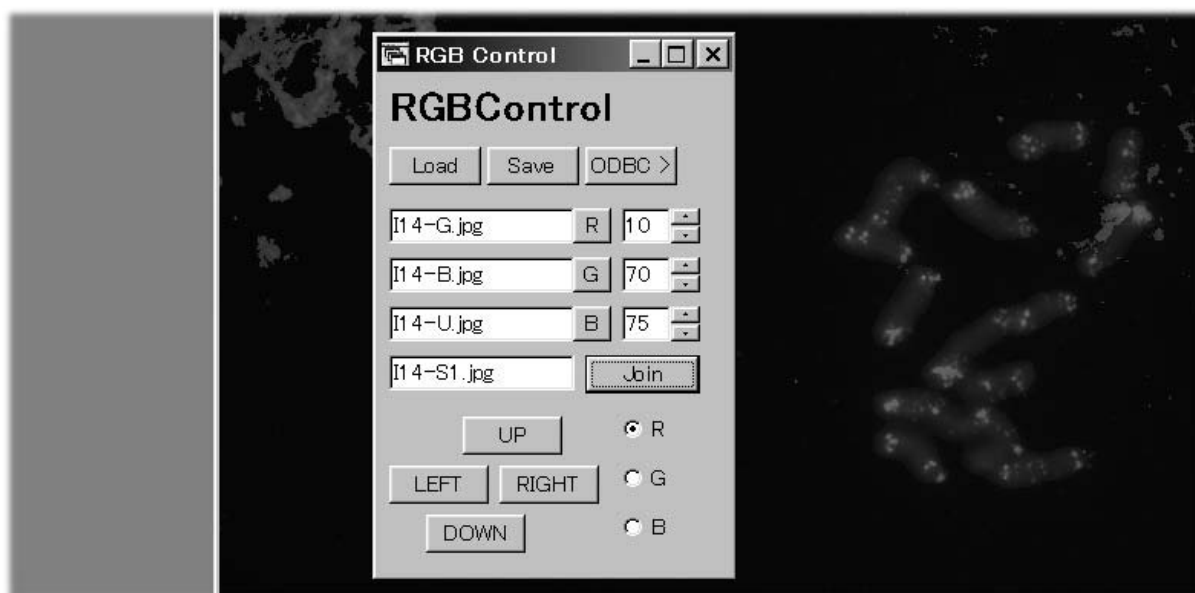 RGB Control
RGBControl
Load Save ODBC >
I14-G.jpg R 10
I14-B.jpg G 70
I14-U.jpg B 75
I14-S1.jpg Join
UP R
LEFT RIGHT G
DOWN B